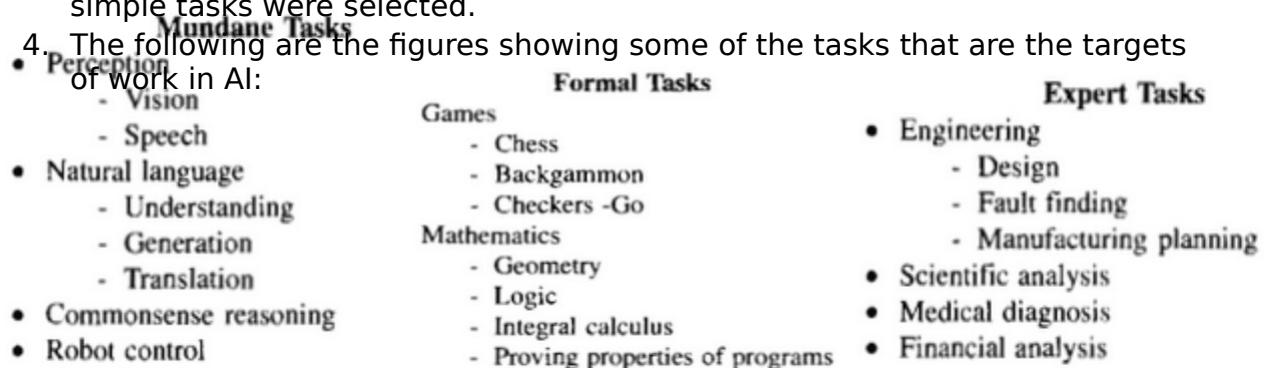 simple tasks were selected.
4. The following are the figures showing some of the tasks that are the targets
of work in AI:
Mundane Tasks
• Perception
- Vision
- Speech
• Natural language
- Understanding
- Generation
- Translation
• Commonsense reasoning
• Robot control
Formal Tasks
Games
- Chess
- Backgammon
- Checkers -Go
Mathematics
- Geometry
- Logic
- Integral calculus
- Proving properties of programs
Expert Tasks
• Engineering
- Design
- Fault finding
- Manufacturing planning
• Scientific analysis
• Medical diagnosis
• Financial analysis